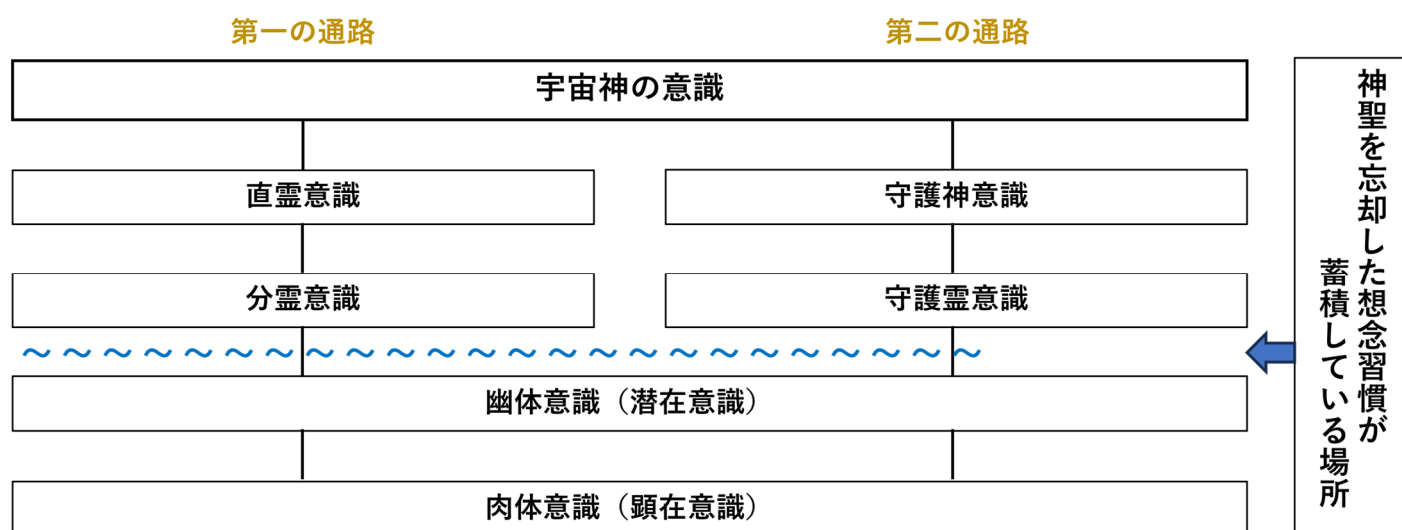 第一の通路
第二の通路
宇宙神の意識
直霊意識
守護神意識
分霊意識
守護霊意識
幽体意識（潜在意識）
肉体意識（顕在意識）
神聖を忘却した想念習慣が
蓄積している場所